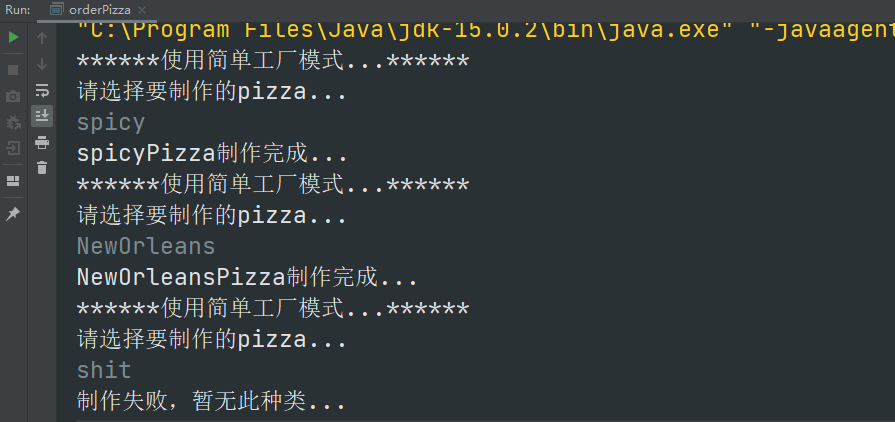 Run: orderPizza
"C:\Program Files\Java\jdk-15.0.2\bin\java.exe" "-javaagent
******使用简单工厂模式...******
请选择要制作的pizza...
spicy
spicyPizza制作完成...
******使用简单工厂模式...******
请选择要制作的pizza...
NewOrleans
NewOrleansPizza制作完成...
******使用简单工厂模式...******
请选择要制作的pizza...
shit
制作失败，暂无此种类...